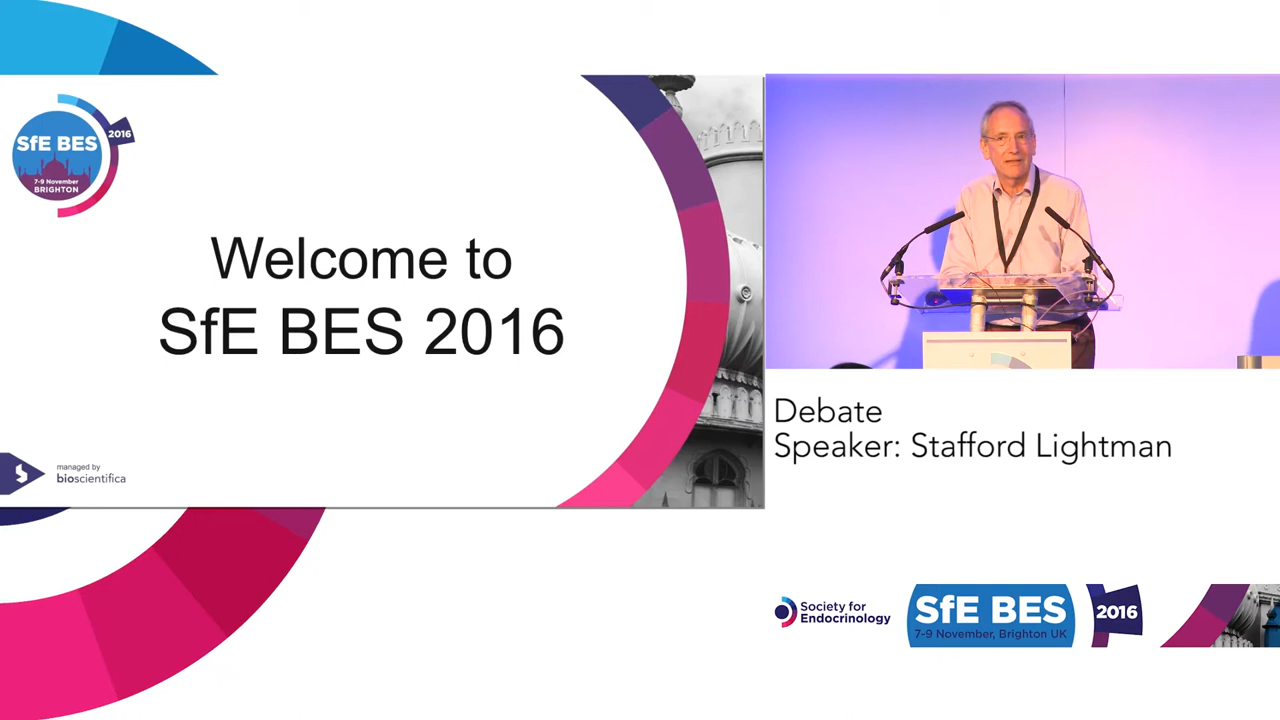 SfE BES
2016
7-9 November
BRIGHTON
Welcome to
SfE BES 2016
managed by
bioscientifica
Debate
Speaker: Stafford Lightman
Society for
Endocrinology
SfE BES
7-9 November, Brighton UK
2016